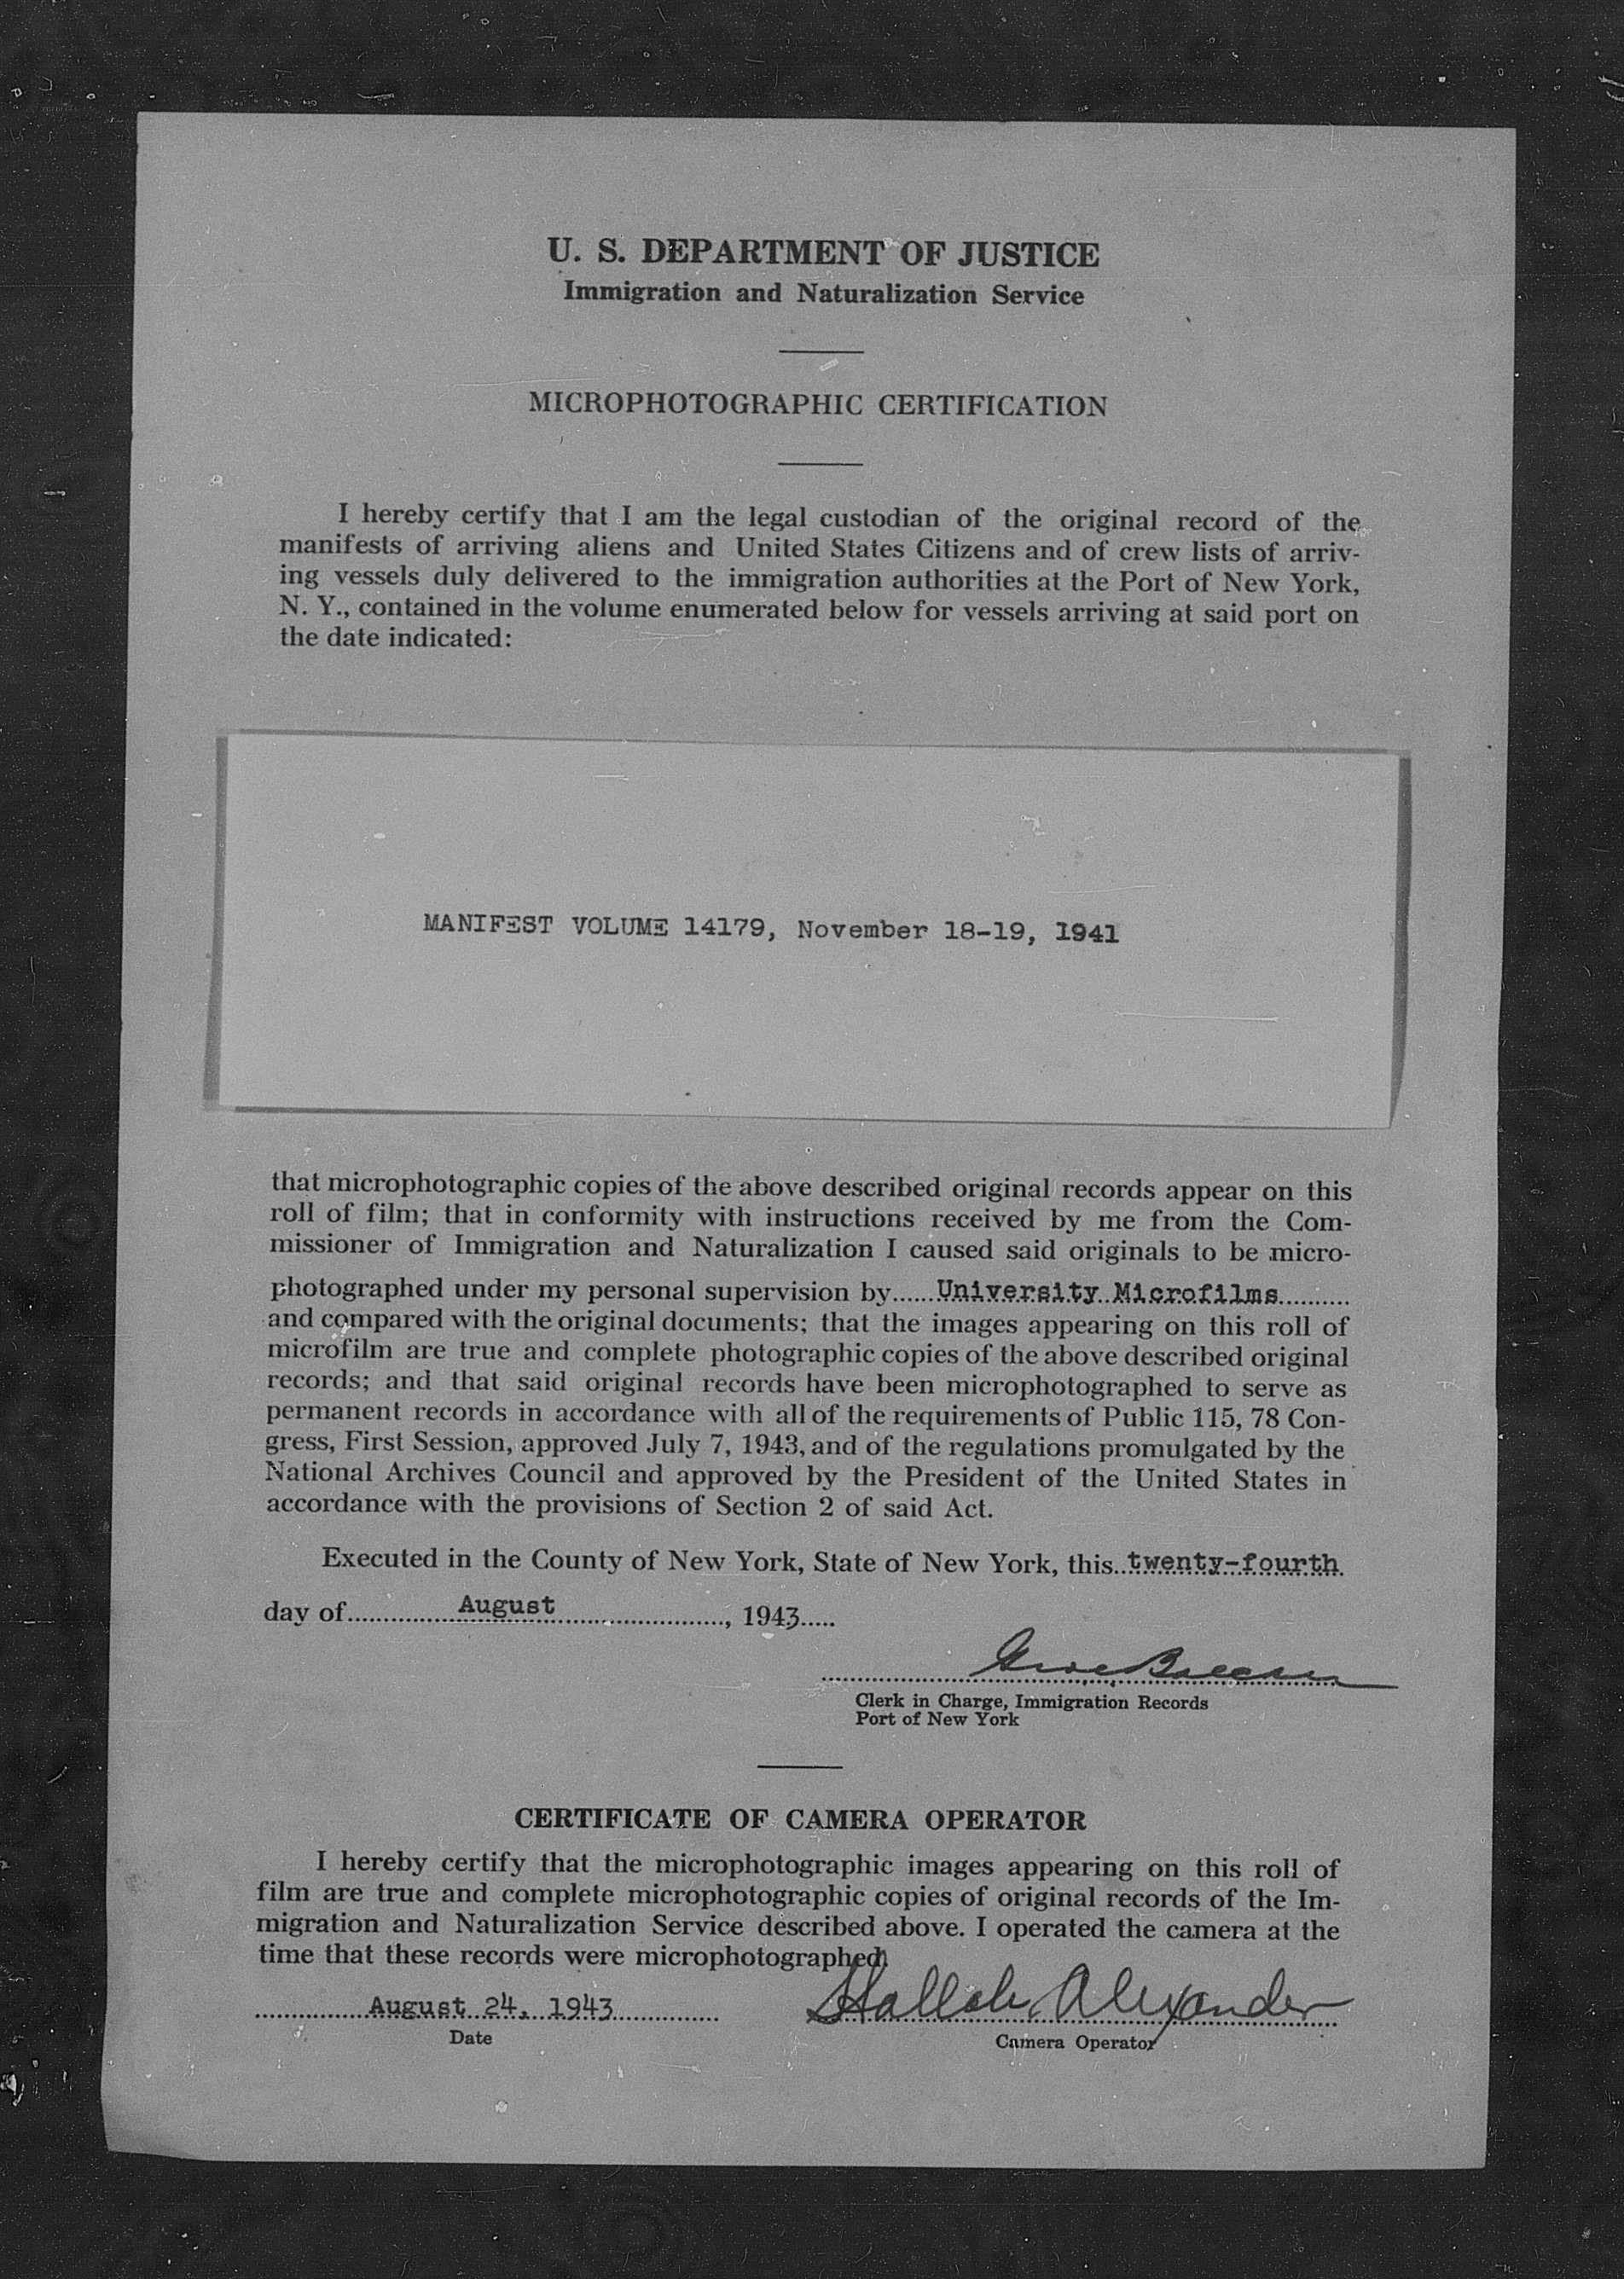 U. S. DEPARTMENT OF JUSTICE
Immigration and Naturalization Service
MICROPHOTOGRAPHIC CERTIFICATION
I hereby certify that I am the legal custodian of the original record of the
manifests of arriving aliens and United States Citizens and of crew lists of arriv-
ing vessels duly delivered to the immigration authorities at the Port of New York,
N. Y., contained in the volume enumerated below for vessels arriving at said port on
the date indicated:
MANIFEST VOLUME 14179, November 18-19, 1941
that microphotographic copies of the above described original records appear on this
roll of film; that in conformity with instructions received by me from the Com-
missioner of Immigration and Naturalization I caused said originals to be micro-
photographed under my personal supervision by......University Microfilms..........
and compared with the original documents; that the images appearing on this roll of
microfilm are true and complete photographic copies of the above described original
records; and that said original records have been microphotographed to serve as
permanent records in accordance with all of the requirements of Public 115, 78 Con-
gress, First Session, approved July 7, 1943, and of the regulations promulgated by the
National Archives Council and approved by the President of the United States in
accordance with the provisions of Section 2 of said Act.
Executed in the County of New York, State of New York, this twenty-fourth
day of August, 1943
Clerk in Charge, Immigration Records
Port of New York
CERTIFICATE OF CAMERA OPERATOR
I hereby certify that the microphotographic images appearing on this roll of
film are true and complete microphotographic copies of original records of the Im-
migration and Naturalization Service described above. I operated the camera at the
time that these records were microphotographed.
August 24, 1943 Alexander
Date Camera Operator